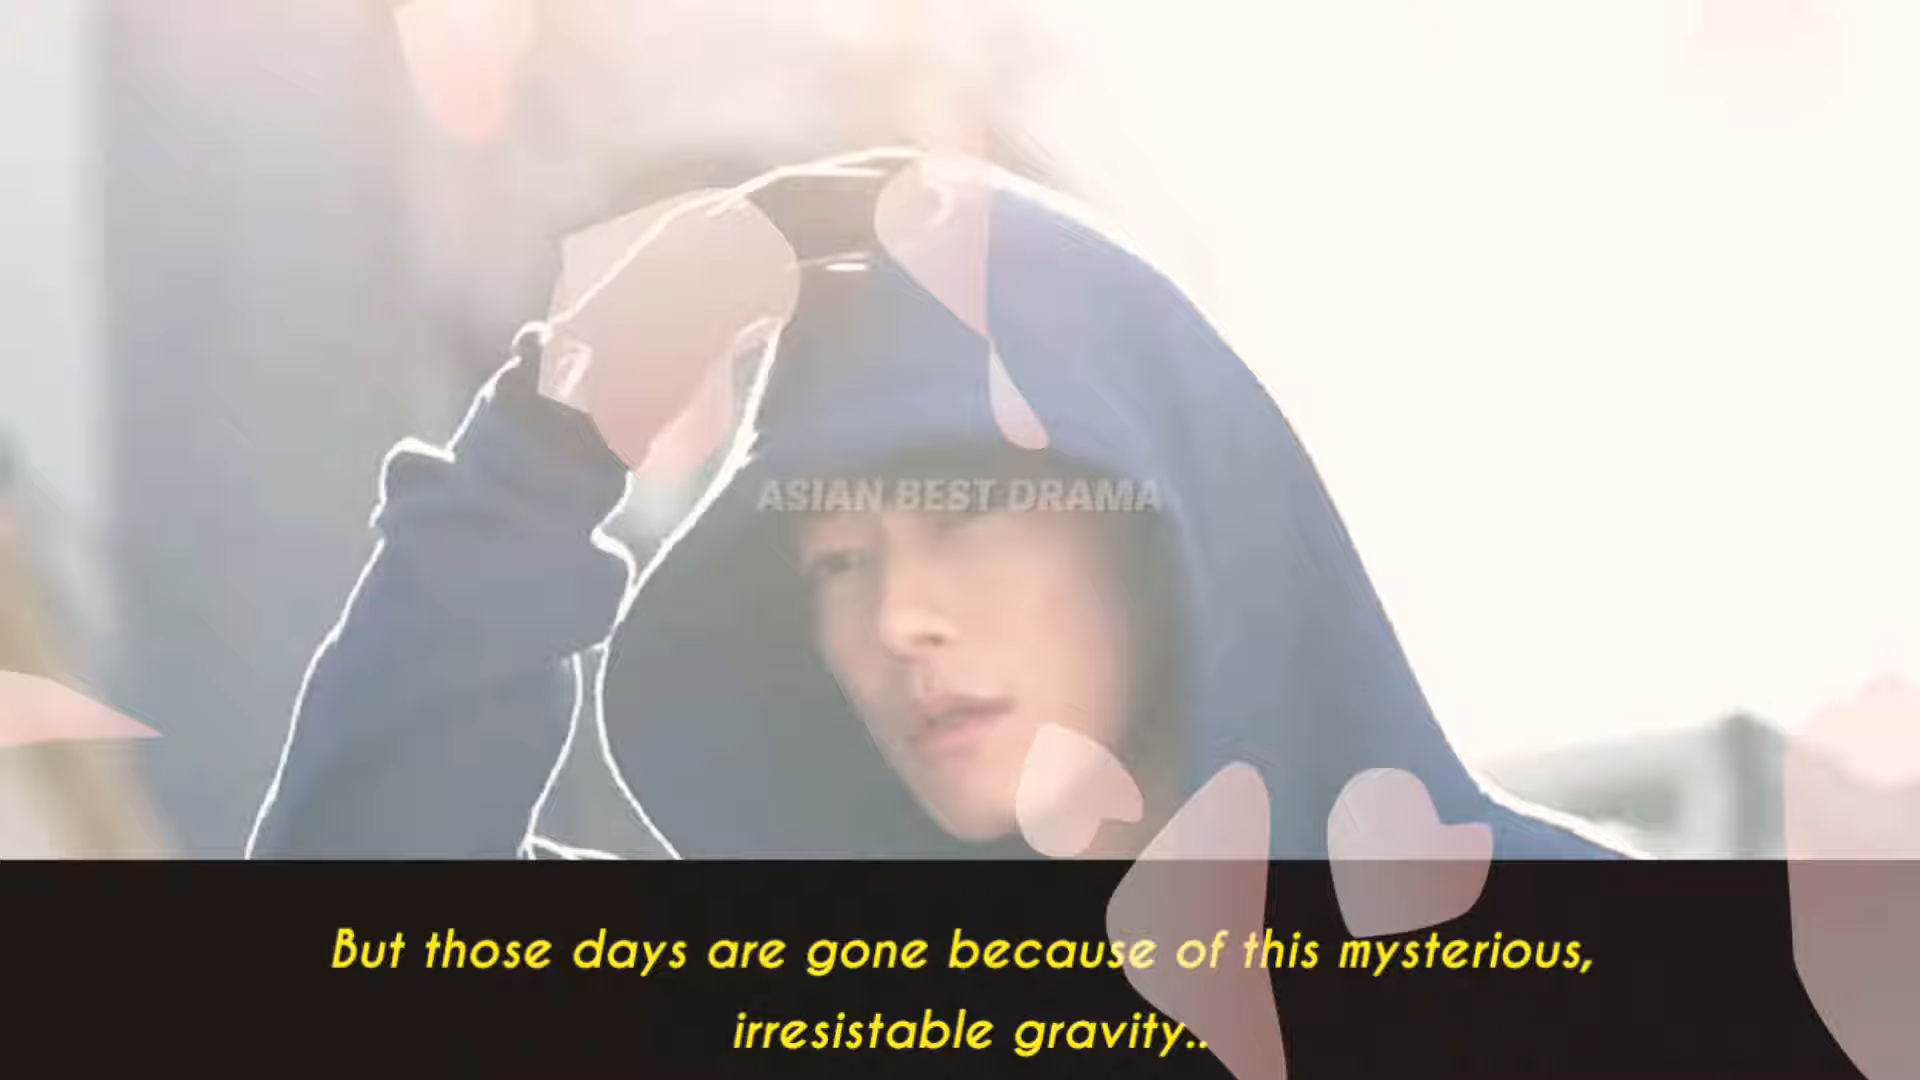 ASIAN BEST DRAMA
But those days are gone because of this mysterious,
irresistable gravity..